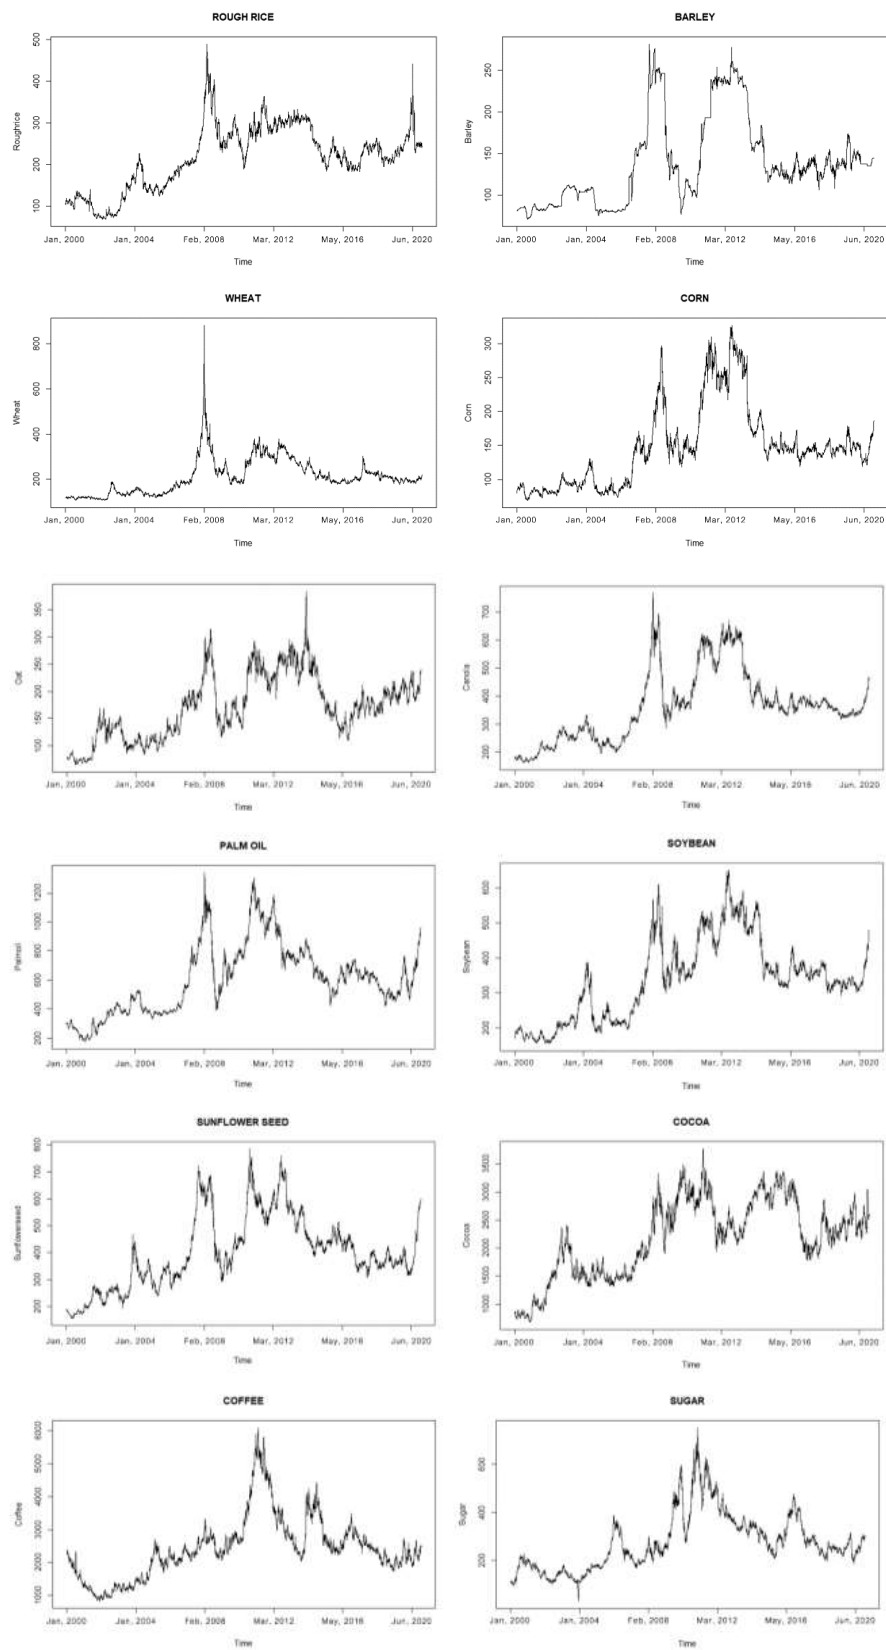 ROUGH RICE
Roughrice
500
400
300
200
100
Jan, 2000 Jan, 2004 Feb, 2008 Mar, 2012 May, 2016 Jun, 2020
Time
BARLEY
Barley
250
200
150
100
Jan, 2000 Jan, 2004 Feb, 2008 Mar, 2012 May, 2016 Jun, 2020
Time
WHEAT
Wheat
800
600
400
200
Jan, 2000 Jan, 2004 Feb, 2008 Mar, 2012 May, 2016 Jun, 2020
Time
CORN
Corn
300
250
200
150
100
Jan, 2000 Jan, 2004 Feb, 2008 Mar, 2012 May, 2016 Jun, 2020
Time
Oat
350
300
250
200
150
100
Jan, 2000 Jan, 2004 Feb, 2008 Mar, 2012 May, 2016 Jun, 2020
Time
Canola
700
600
500
400
300
200
Jan, 2000 Jan, 2004 Feb, 2008 Mar, 2012 May, 2016 Jun, 2020
Time
PALM OIL
Palmoil
1200
1000
800
600
400
200
Jan, 2000 Jan, 2004 Feb, 2008 Mar, 2012 May, 2016 Jun, 2020
Time
SOYBEAN
Soybean
600
500
400
300
200
Jan, 2000 Jan, 2004 Feb, 2008 Mar, 2012 May, 2016 Jun, 2020
Time
SUNFLOWER SEED
Sunflowerseed
800
700
600
500
400
300
200
Jan, 2000 Jan, 2004 Feb, 2008 Mar, 2012 May, 2016 Jun, 2020
Time
COCOA
Cocoa
3500
3000
2500
2000
1500
1000
Jan, 2000 Jan, 2004 Feb, 2008 Mar, 2012 May, 2016 Jun, 2020
Time
COFFEE
Coffee
6000
5000
4000
3000
2000
1000
Jan, 2000 Jan, 2004 Feb, 2008 Mar, 2012 May, 2016 Jun, 2020
Time
SUGAR
Sugar
600
400
200
Jan, 2000 Jan, 2004 Feb, 2008 Mar, 2012 May, 2016 Jun, 2020
Time